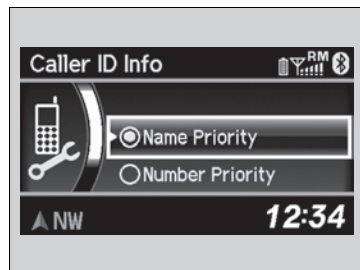 Caller ID Info
RM
Name Priority
Number Priority
NW
12:34